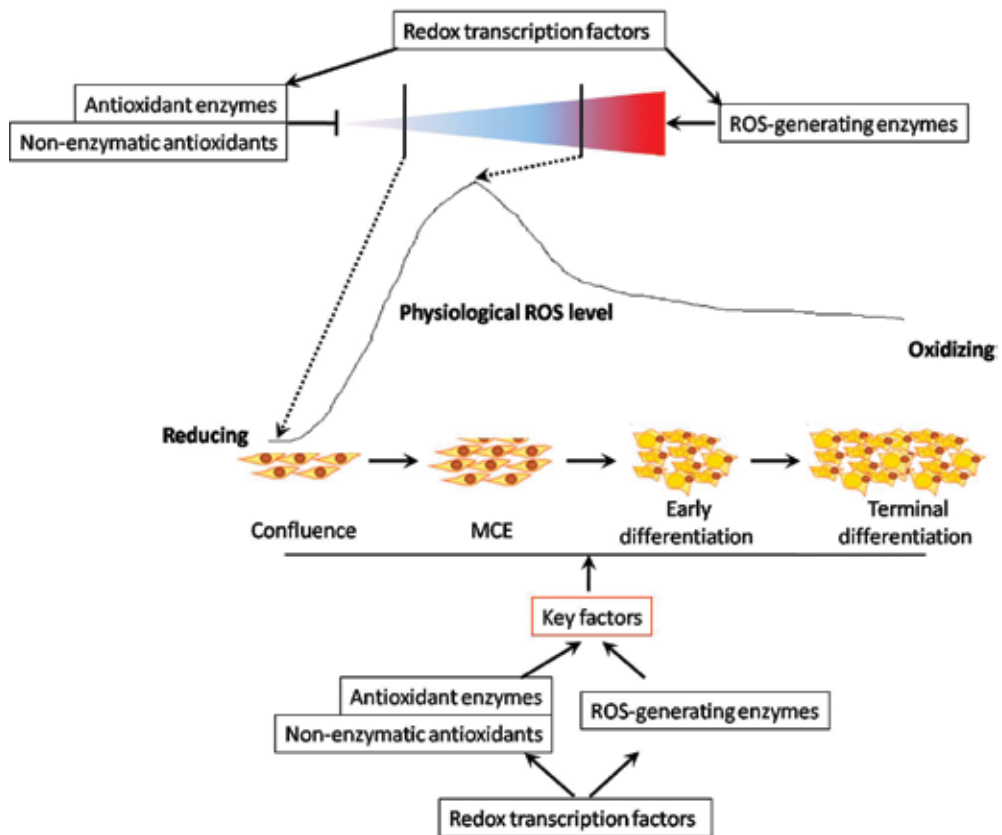 Redox transcription factors
Antioxidant enzymes
Non-enzymatic antioxidants
ROS-generating enzymes
Physiological ROS level
Oxidizing
Reducing
Confluence
MCE
Early
differentiation
Terminal
differentiation
Key factors
Antioxidant enzymes
Non-enzymatic antioxidants
ROS-generating enzymes
Redox transcription factors